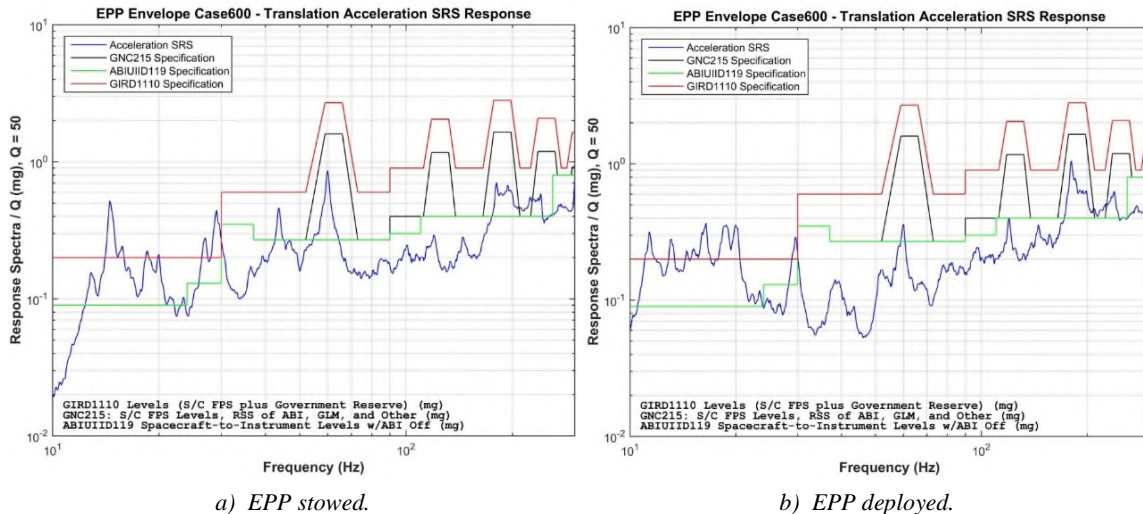 EPP Envelope Case600 - Translation Acceleration SRS Response
Acceleration SRS
GNC215 Specification
ABIUIID119 Specification
GIRD1110 Specification
Response Spectra / Q (mg), Q = 50
10^1
10^0
10^-1
10^-2
GIRD1110 Levels (S/C FPS plus Government Reserve) (mg)
GNC215: S/C FPS Levels, RSS of ABI, GLM, and Other (mg)
ABIUIID119 Spacecraft-to-Instrument Levels w/ABI Off (mg)
10^1
10^2
Frequency (Hz)
a) EPP stowed.
EPP Envelope Case600 - Translation Acceleration SRS Response
Acceleration SRS
GNC215 Specification
ABIUIID119 Specification
GIRD1110 Specification
Response Spectra / Q (mg), Q = 50
10^1
10^0
10^-1
10^-2
GIRD1110 Levels (S/C FPS plus Government Reserve) (mg)
GNC215: S/C FPS Levels, RSS of ABI, GLM, and Other (mg)
ABIUIID119 Spacecraft-to-Instrument Levels w/ABI Off (mg)
10^1
10^2
Frequency (Hz)
b) EPP deployed.